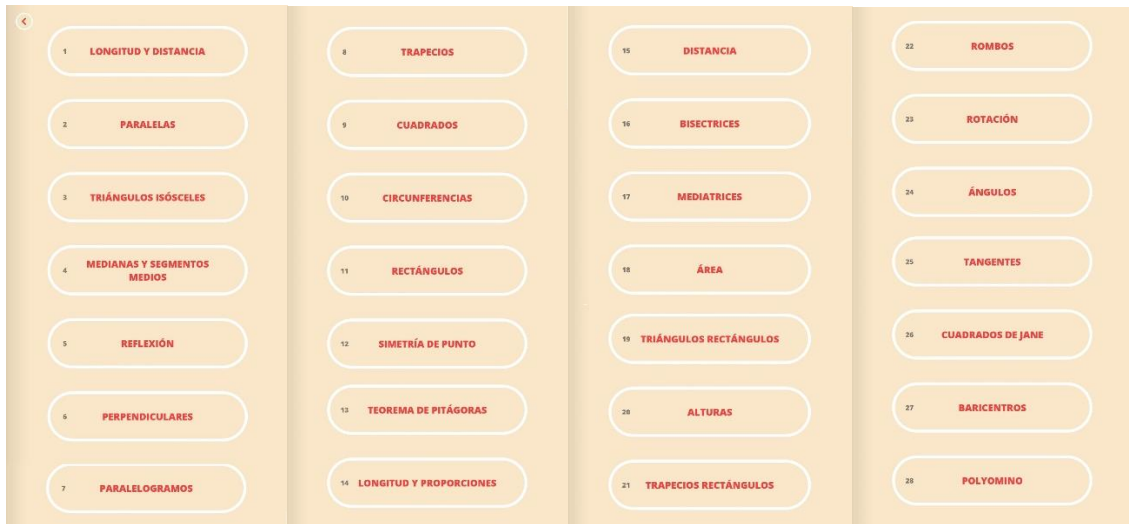 1 LONGITUD Y DISTANCIA
2 PARALELAS
3 TRIÁNGULOS ISÓSCELES
4 MEDIANAS Y SEGMENTOS
MEDIOS
5 REFLEXIÓN
6 PERPENDICULARES
7 PARALELOGRAMOS
8 TRAPECIOS
9 CUADRADOS
10 CIRCUNFERENCIAS
11 RECTÁNGULOS
12 SIMETRÍA DE PUNTO
13 TEOREMA DE PITÁGORAS
14 LONGITUD Y PROPORCIONES
15 DISTANCIA
16 BISECTRICES
17 MEDIATRICES
18 ÁREA
19 TRIÁNGULOS RECTÁNGULOS
20 ALTURAS
21 TRAPECIOS RECTÁNGULOS
22 ROMBOS
23 ROTACIÓN
24 ÁNGULOS
25 TANGENTES
26 CUADRADOS DE JANE
27 BARICENTROS
28 POLYOMINO